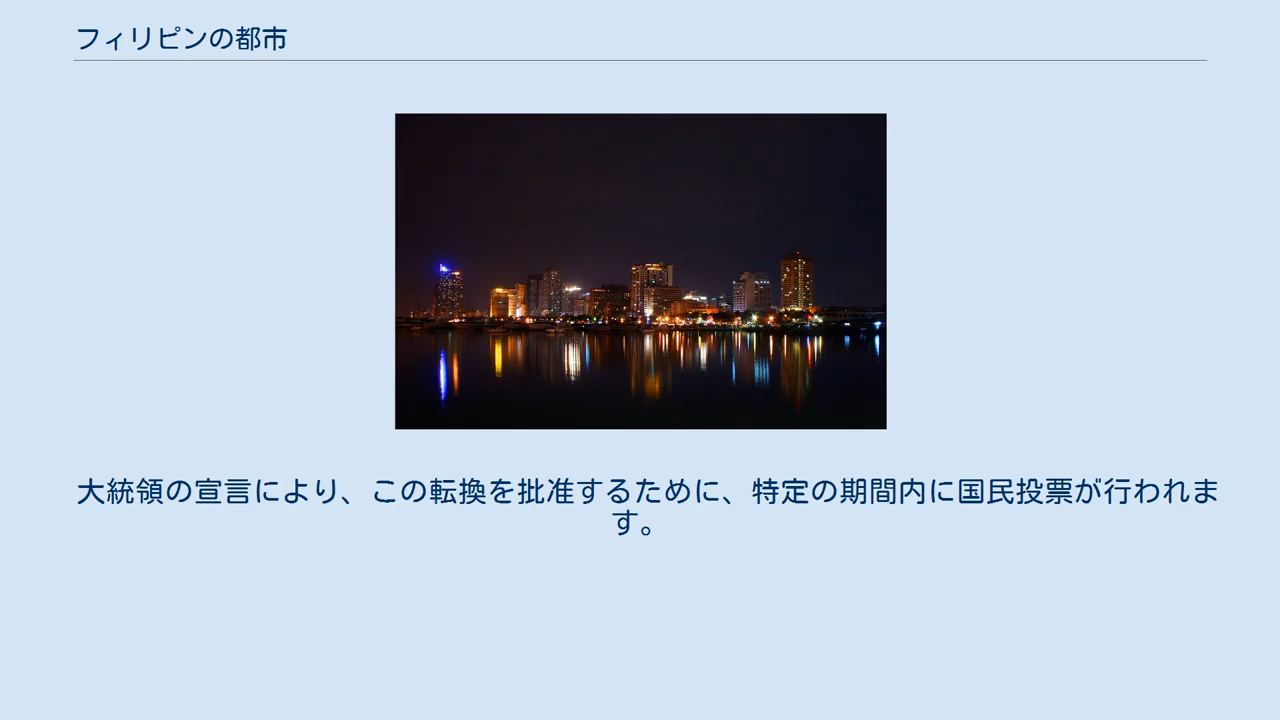 フィリピンの都市
大統領の宣言により、この転換を批准するために、特定の期間内に国民投票が行われま
す。